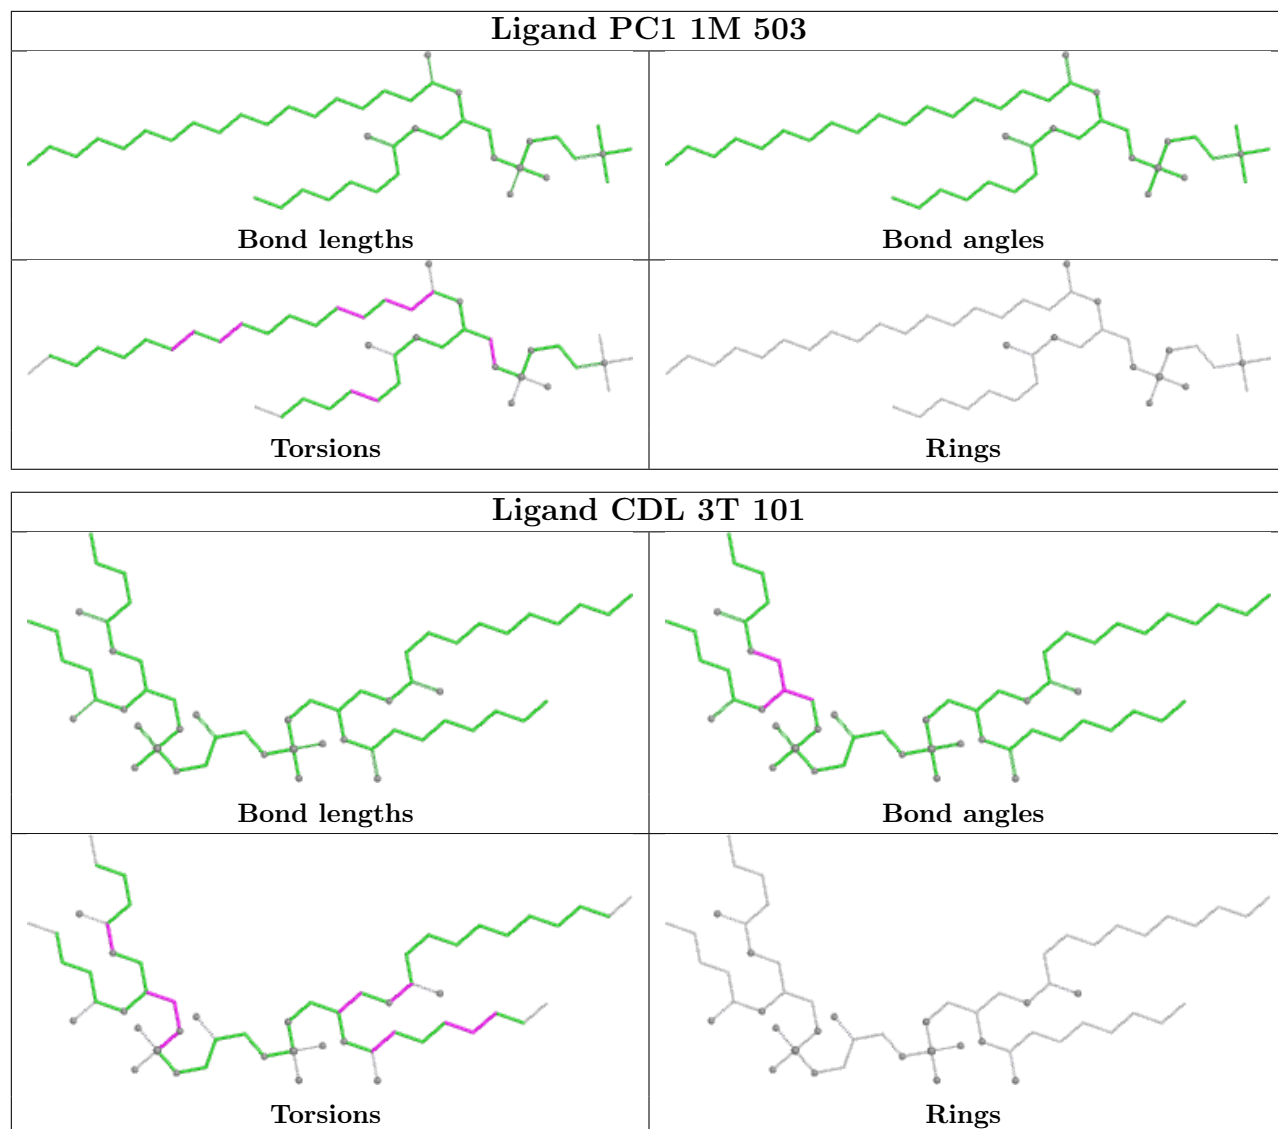 Ligand PC1 1M 503
Bond lengths
Bond angles
Torsions
Rings
Ligand CDL 3T 101
Bond lengths
Bond angles
Torsions
Rings